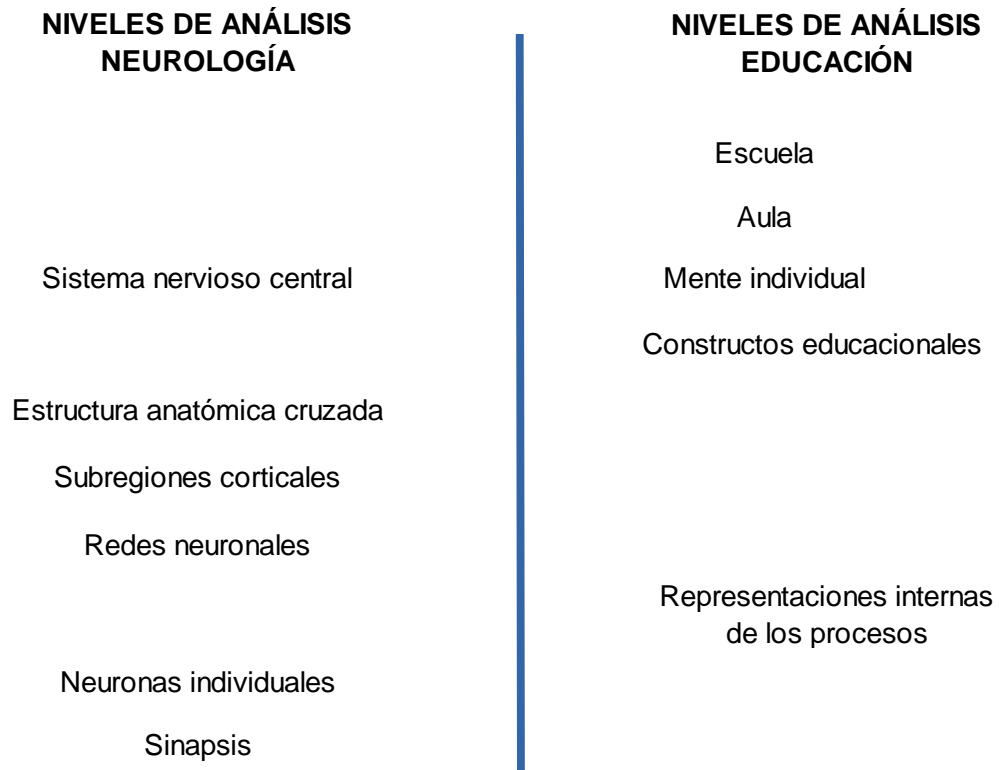 NIVELES DE ANÁLISIS
NEUROLOGÍA
Sistema nervioso central
Estructura anatómica cruzada
Subregiones corticales
Redes neuronales
Neuronas individuales
Sinapsis
NIVELES DE ANÁLISIS
EDUCACIÓN
Escuela
Aula
Mente individual
Constructos educacionales
Representaciones internas
de los procesos